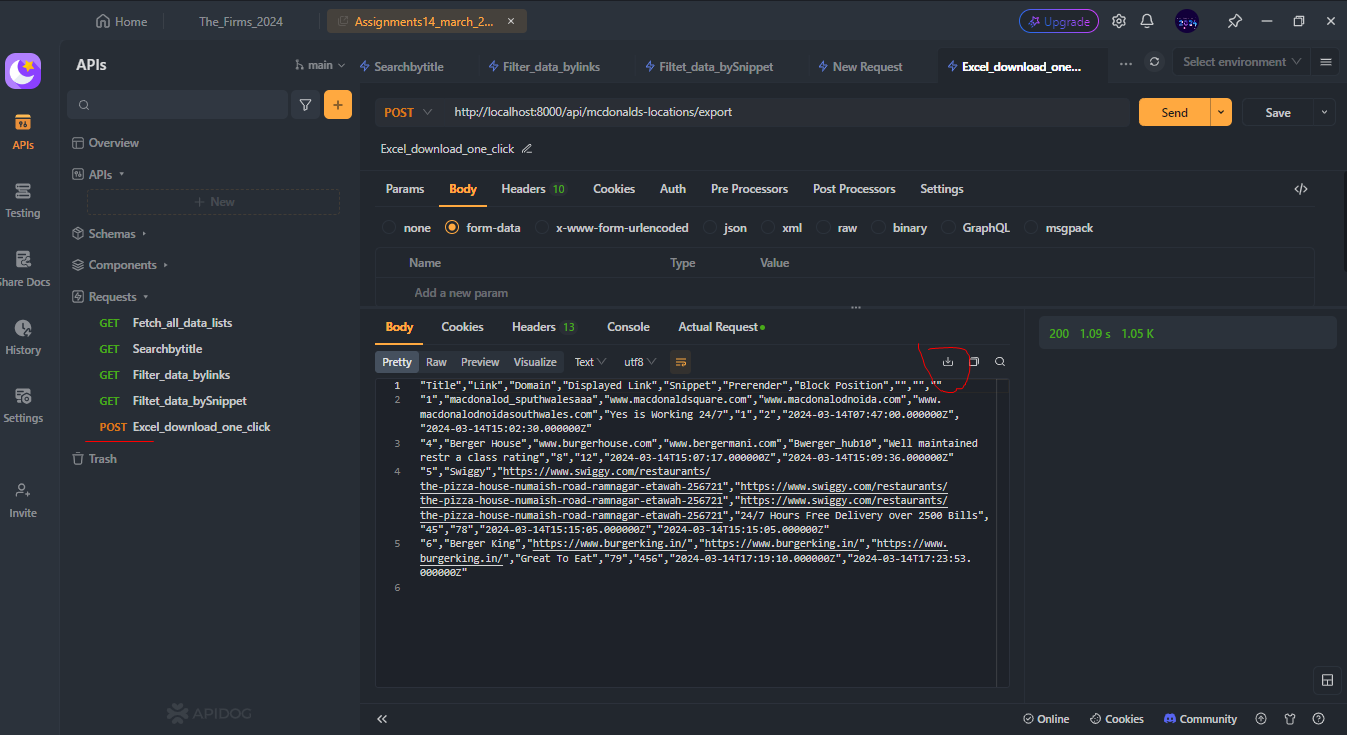 Home
The_Firms_2024
Assignments14_march_2...
Upgrade
APIs
main
Searchbytitle
Filter_data_bylinks
Filtet_data_bySnippet
New Request
Excel_download_one...
Select environment
POST
http://localhost:8000/api/mcdonalds-locations/export
Send
Save
Excel_download_one_click
APIs
Testing
Share Docs
History
Settings
Invite
Overview
APIs
+ New
Schemas
Components
Requests
GET Fetch_all_data_lists
GET Searchbytitle
GET Filter_data_bylinks
GET Filtet_data_bySnippet
POST Excel_download_one_click
Trash
APIDOG
Params Body Headers 10 Cookies Auth Pre Processors Post Processors Settings
none form-data x-www-form-urlencoded json xml raw binary GraphQL msgpack
Name Type Value
Add a new param
Body Cookies Headers 13 Console Actual Request
200 1.09 s 1.05 K
Pretty Raw Preview Visualize Text utf8
1 "Title","Link","Domain","Displayed Link","Snippet","Prerender","Block Position","","",""
2 "1","macdonalod_sputhwalesaaa","www.macdonaldsquare.com","www.macdonalodnoida.com","www.
macdonalodnoidasouthwales.com","Yes is Working 24/7","1","2","2024-03-14T07:47:00.000000Z",
"2024-03-14T15:02:30.000000Z"
3 "4","Berger House","www.burgerhouse.com","www.bergermani.com","Bwerger_hub10","Well maintained
restr a class rating","8","12","2024-03-14T15:07:17.000000Z","2024-03-14T15:09:36.000000Z"
4 "5","Swiggy","https://www.swiggy.com/restaurants/
the-pizza-house-numaish-road-ramnagar-etawah-256721","https://www.swiggy.com/restaurants/
the-pizza-house-numaish-road-ramnagar-etawah-256721","https://www.swiggy.com/restaurants/
the-pizza-house-numaish-road-ramnagar-etawah-256721","24/7 Hours Free Delivery over 2500 Bills",
"45","78","2024-03-14T15:15:05.000000Z","2024-03-14T15:15:05.000000Z"
5 "6","Berger King","https://www.burgerking.in/","https://www.burgerking.in/","https://www.
burgerking.in/","Great To Eat","79","456","2024-03-14T17:19:10.000000Z","2024-03-14T17:23:53.
000000Z"
6
Online Cookies Community